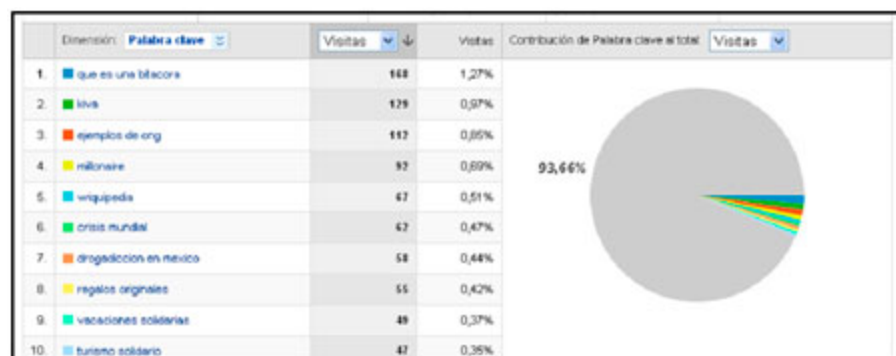 Dimensión: Palabra clave Visitas Visitas Contribución de Palabra clave al total: Visitas
1. que es una bitacora 168 1,27%
2. kiva 129 0,97%
3. ejemplos de ong 112 0,85%
4. millonaire 92 0,69%
5. wiquipedia 67 0,51%
6. crisis mundial 62 0,47%
7. drogadiccion en mexico 58 0,44%
8. regalos originales 55 0,42%
9. vacaciones solidarias 49 0,37%
10. turismo solidario 47 0,35%
93,66%